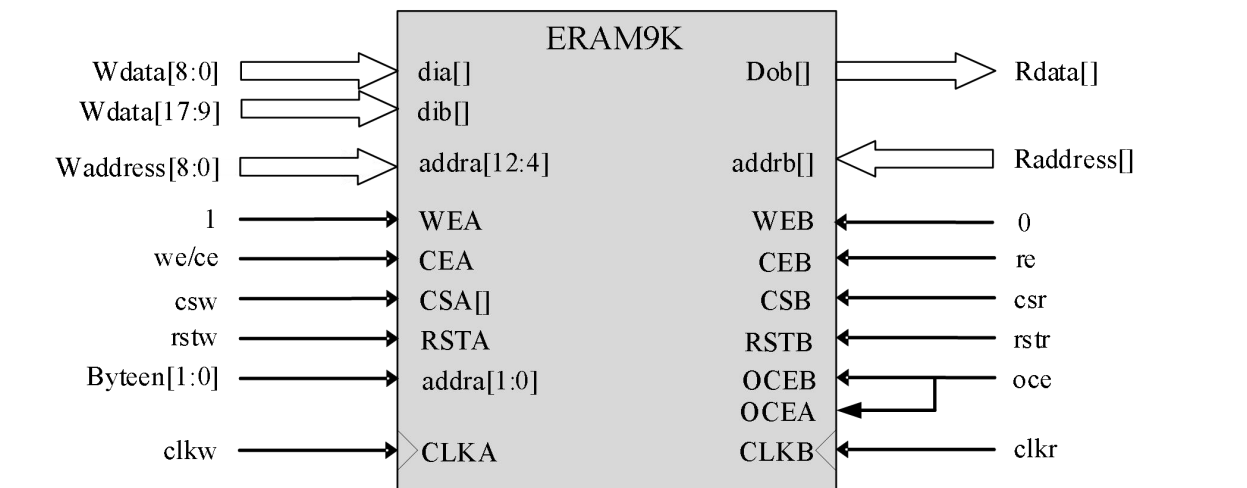 ERAM9K
Wdata[8:0] dia[] Dob[] Rdata[]
Wdata[17:9] dib[]
Waddress[8:0] addra[12:4] addrb[] Raddress[]
1 WEA WEB 0
we/ce CEA CEB re
csw CSA[] CSB csr
rstw RSTA RSTB rstr
Byteen[1:0] addra[1:0] OCEB oce
OCEA
clkw CLKA CLKB clkr